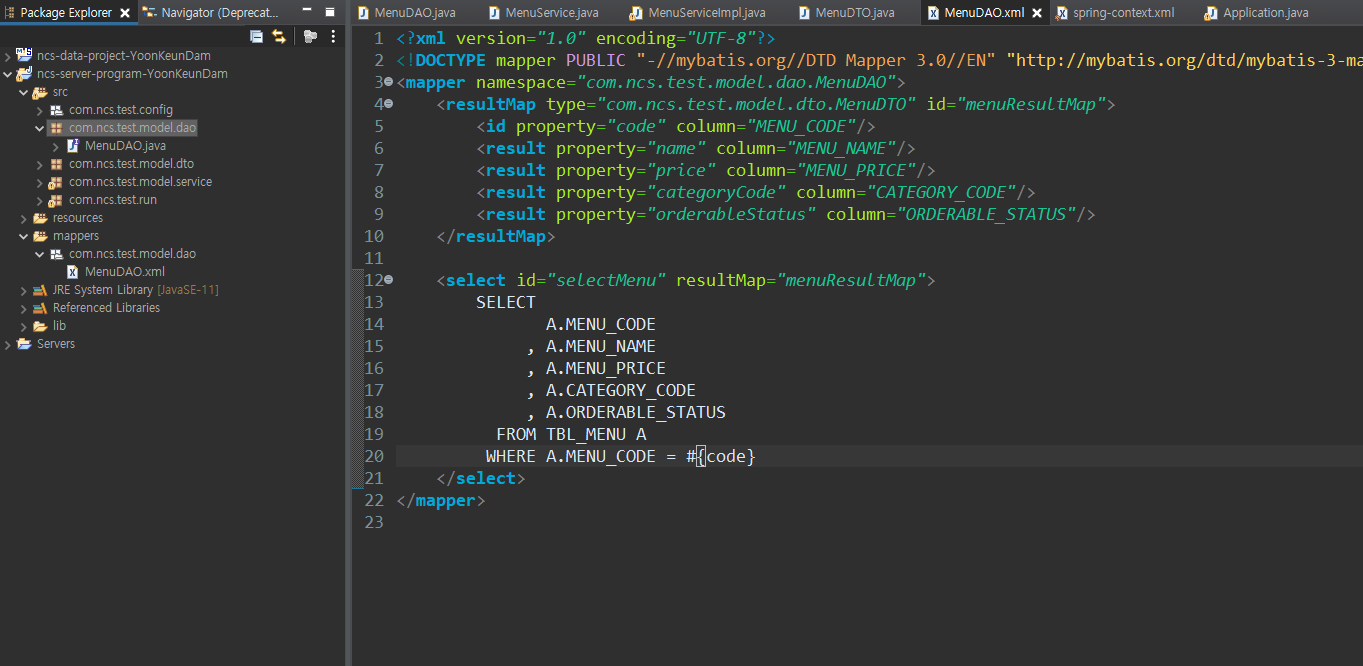 Package Explorer
Navigator (Deprecat...
ncs-data-project-YoonKeunDam
ncs-server-program-YoonKeunDam
src
com.ncs.test.config
com.ncs.test.model.dao
MenuDAO.java
com.ncs.test.model.dto
com.ncs.test.model.service
com.ncs.test.run
resources
mappers
com.ncs.test.model.dao
MenuDAO.xml
JRE System Library [JavaSE-11]
Referenced Libraries
lib
Servers
MenuDAO.java MenuService.java MenuServiceImpl.java MenuDTO.java MenuDAO.xml spring-context.xml Application.java
1 <?xml version="1.0" encoding="UTF-8"?>
2 <!DOCTYPE mapper PUBLIC "-//mybatis.org//DTD Mapper 3.0//EN" "http://mybatis.org/dtd/mybatis-3-ma
3 <mapper namespace="com.ncs.test.model.dao.MenuDAO">
4 <resultMap type="com.ncs.test.model.dto.MenuDTO" id="menuResultMap">
5 <id property="code" column="MENU_CODE"/>
6 <result property="name" column="MENU_NAME"/>
7 <result property="price" column="MENU_PRICE"/>
8 <result property="categoryCode" column="CATEGORY_CODE"/>
9 <result property="orderableStatus" column="ORDERABLE_STATUS"/>
10 </resultMap>
11
12 <select id="selectMenu" resultMap="menuResultMap">
13 SELECT
14 A.MENU_CODE
15 , A.MENU_NAME
16 , A.MENU_PRICE
17 , A.CATEGORY_CODE
18 , A.ORDERABLE_STATUS
19 FROM TBL_MENU A
20 WHERE A.MENU_CODE = #{code}
21 </select>
22 </mapper>
23